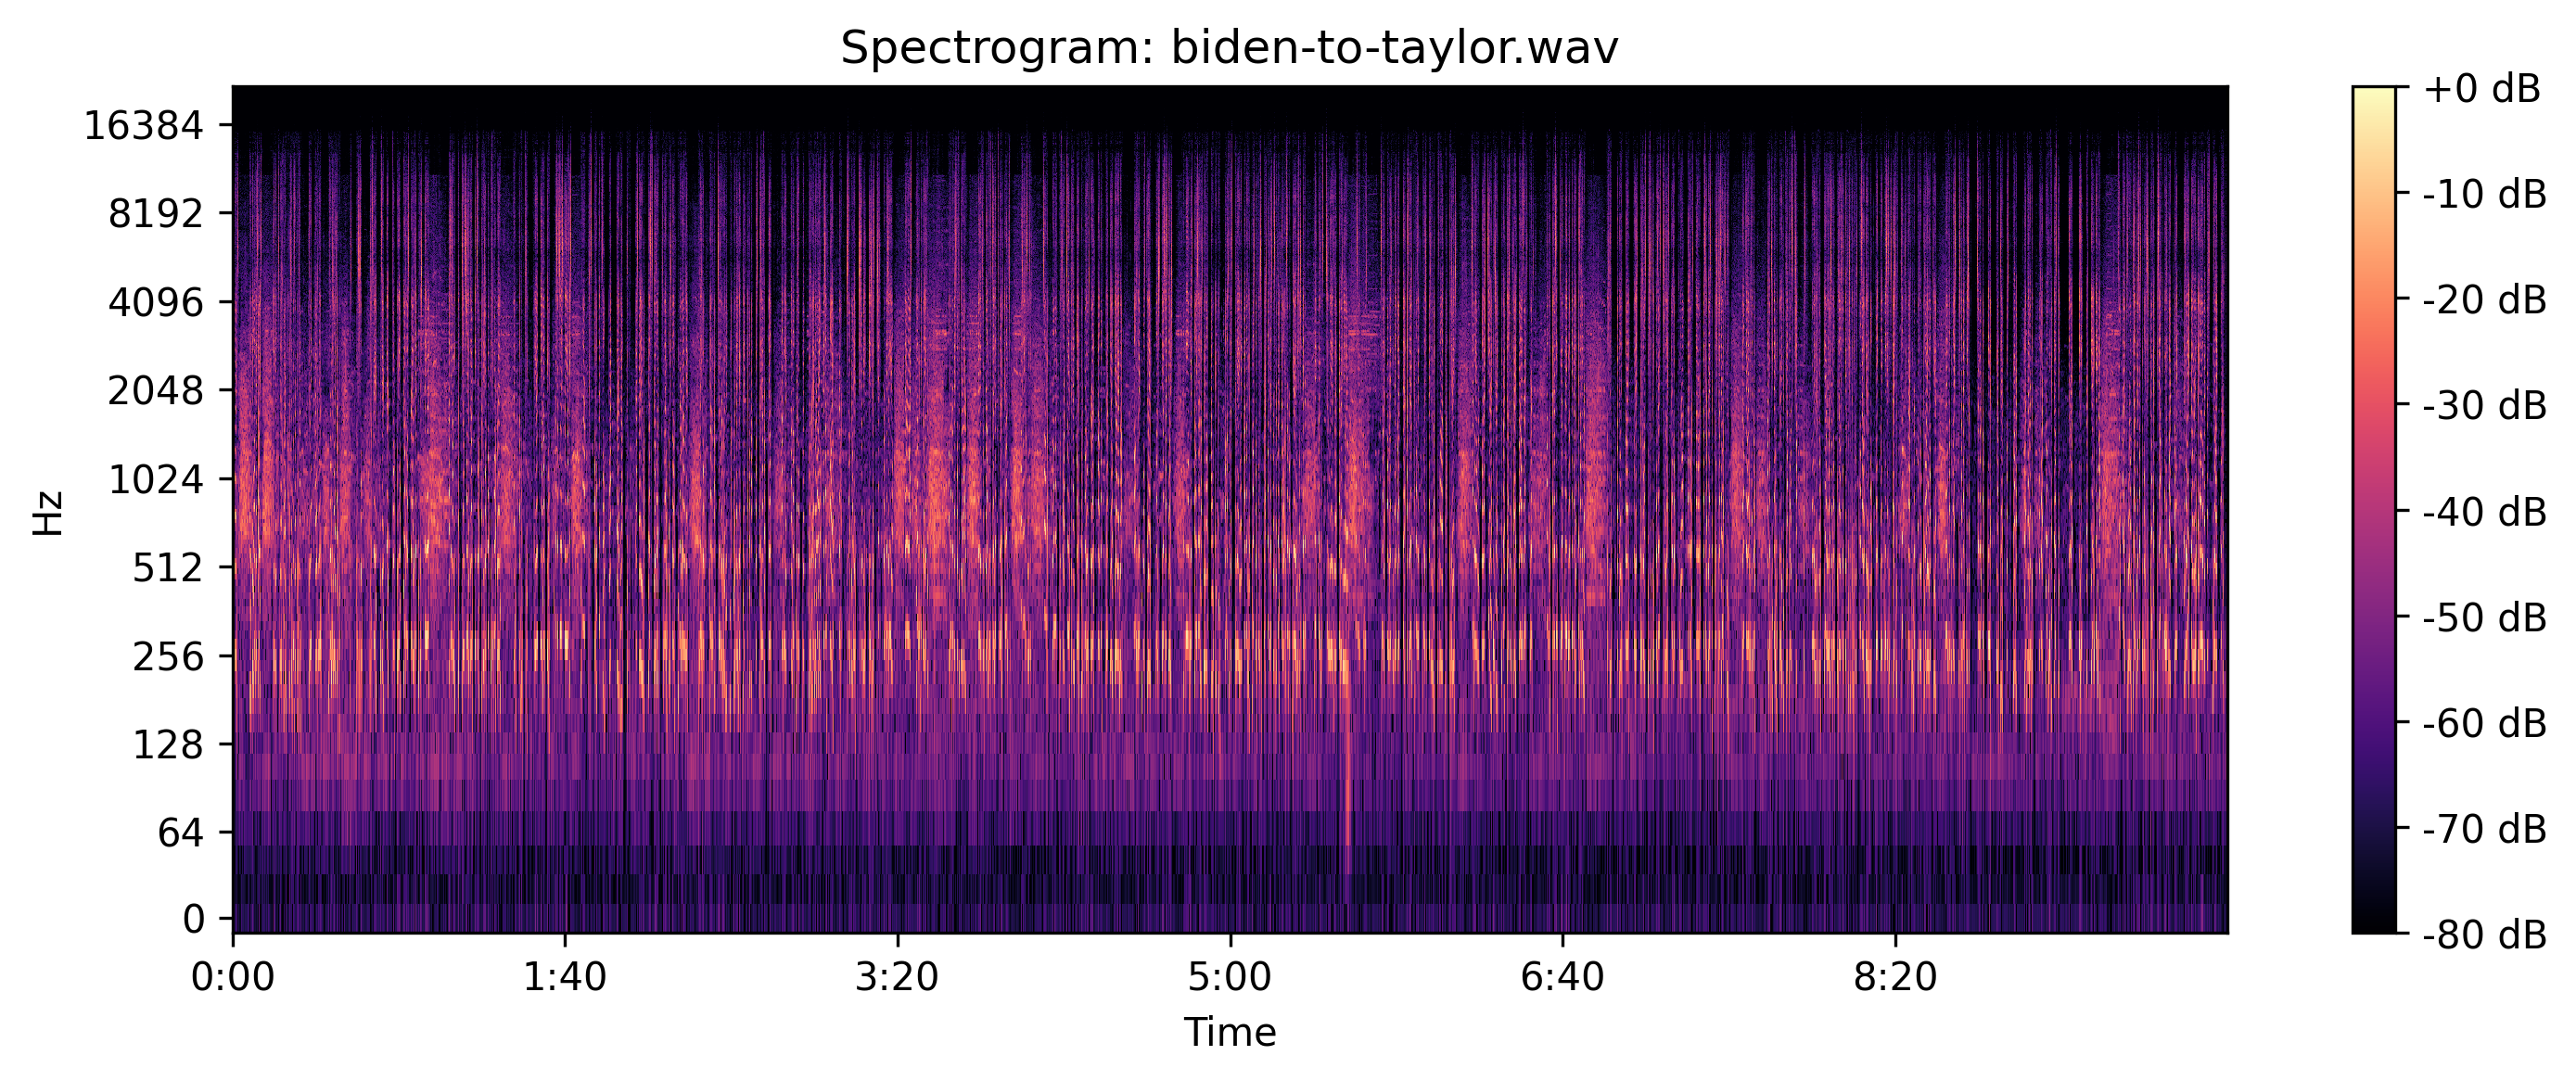 Spectrogram: biden-to-taylor.wav
Hz
16384
8192
4096
2048
1024
512
256
128
64
0
0:00 1:40 3:20 5:00 6:40 8:20
Time
+0 dB
-10 dB
-20 dB
-30 dB
-40 dB
-50 dB
-60 dB
-70 dB
-80 dB